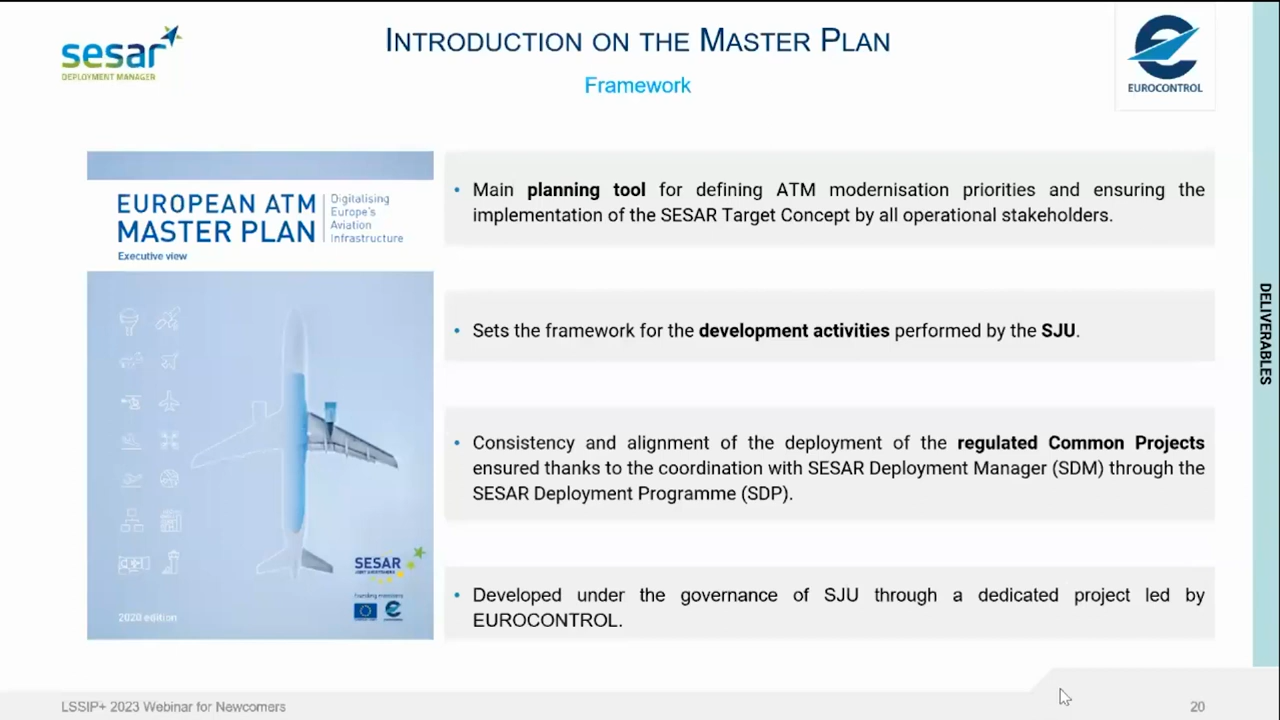 sesar
DEPLOYMENT MANAGER
INTRODUCTION ON THE MASTER PLAN
Framework
EUROCONTROL
EUROPEAN ATM
MASTER PLAN
Digitalising
Europe's
Aviation
Infrastructure
Executive view
SESAR
JOINT UNDERTAKING
Founding members
2020 edition
• Main planning tool for defining ATM modernisation priorities and ensuring the
implementation of the SESAR Target Concept by all operational stakeholders.
• Sets the framework for the development activities performed by the SJU.
• Consistency and alignment of the deployment of the regulated Common Projects
ensured thanks to the coordination with SESAR Deployment Manager (SDM) through the
SESAR Deployment Programme (SDP).
• Developed under the governance of SJU through a dedicated project led by
EUROCONTROL.
DELIVERABLES
LSSIP+ 2023 Webinar for Newcomers
20